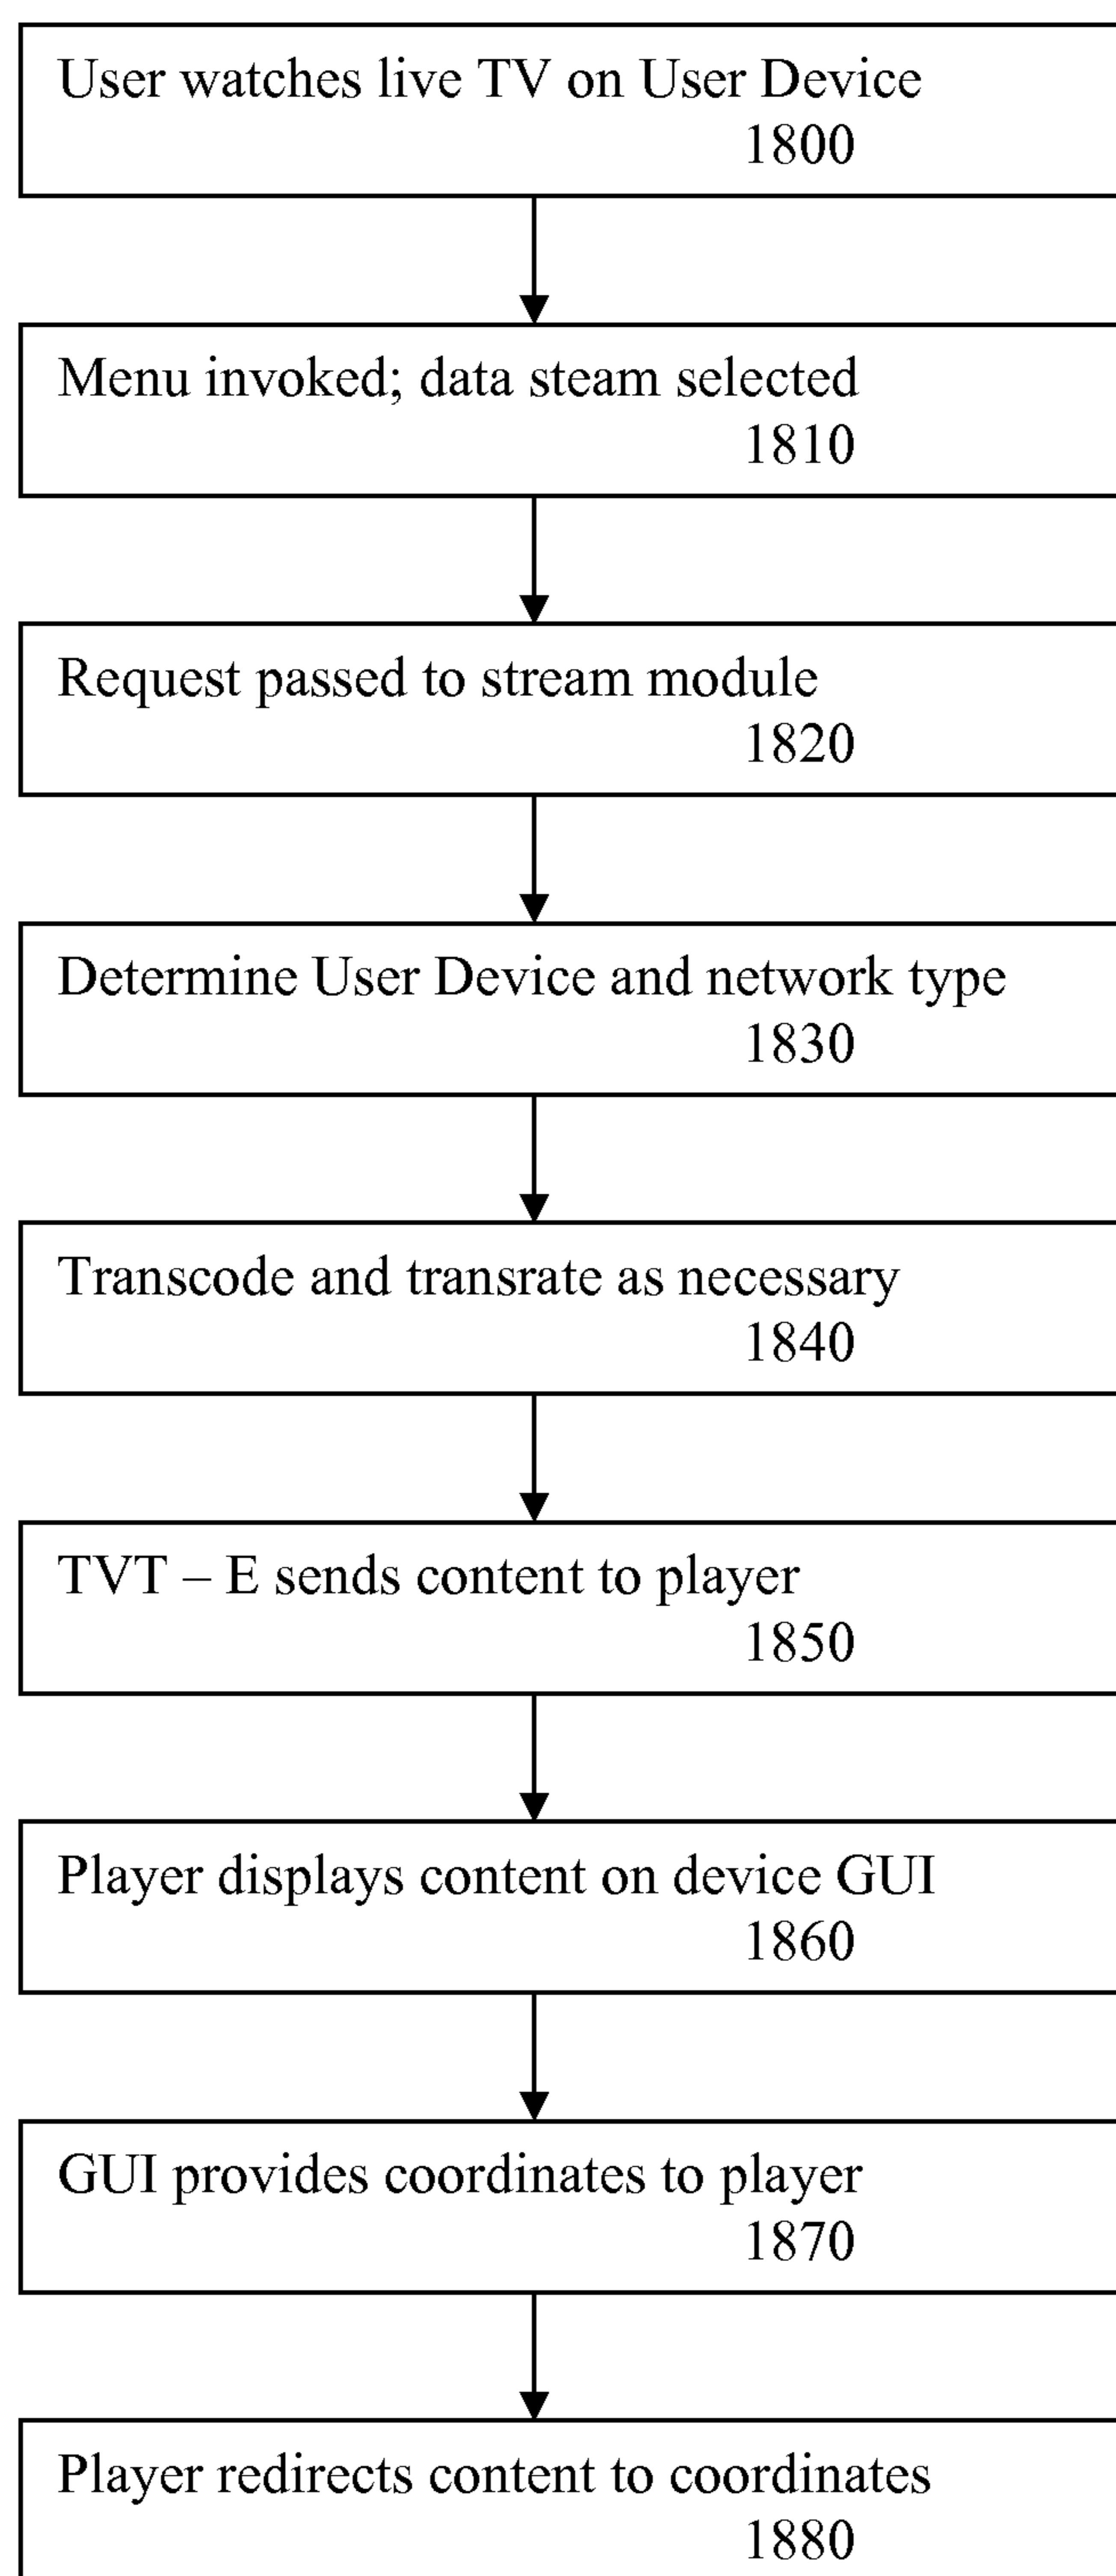 User watches live TV on User Device
1800
Menu invoked; data steam selected
1810
Request passed to stream module
1820
Determine User Device and network type
1830
Transcode and transrate as necessary
1840
TVT – E sends content to player
1850
Player displays content on device GUI
1860
GUI provides coordinates to player
1870
Player redirects content to coordinates
1880